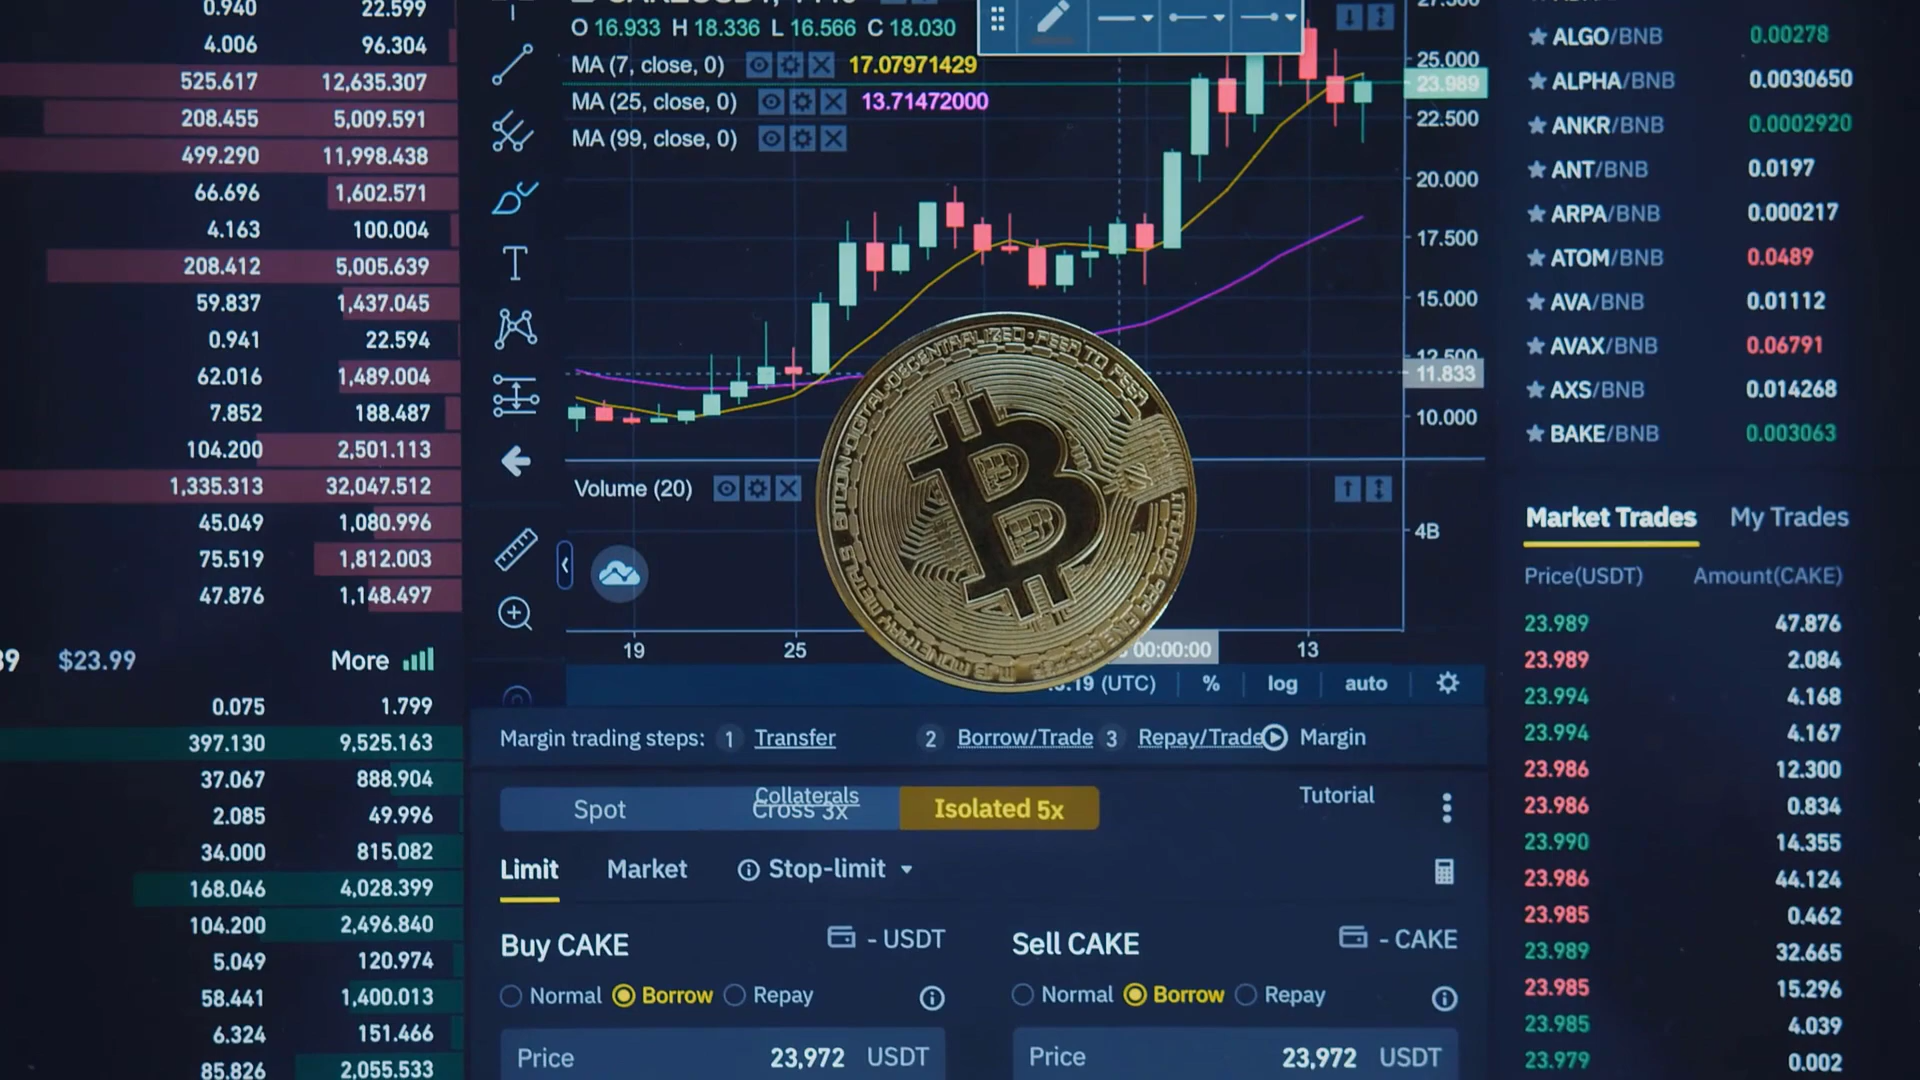 0.940 22.599
4.006 96.304
525.617 12,635.307
208.455 5,009.591
499.290 11,998.438
66.696 1,602.571
4.163 100.004
208.412 5,005.639
59.837 1,437.045
0.941 22.594
62.016 1,489.004
7.852 188.487
104.200 2,501.113
1,335.313 32,047.512
45.049 1,080.996
75.519 1,812.003
47.876 1,148.497
$23.99 More
0.075 1.799
397.130 9,525.163
37.067 888.904
2.085 49.996
34.000 815.082
168.046 4,028.399
104.200 2,496.840
5.049 120.974
58.441 1,400.013
6.324 151.466
85.826 2,055.533
O 16.933 H 18.336 L 16.566 C 18.030
MA (7, close, 0) 17.07971429
MA (25, close, 0) 13.71472000
MA (99, close, 0)
25.000
23.989
22.500
20.000
17.500
15.000
12.500
11.833
10.000
Volume (20)
4B
BITCOIN•DIGITAL•DECENTRALIZED•PEER TO PEER
19 25 00:00:00 13
(UTC) % log auto
Margin trading steps: 1 Transfer 2 Borrow/Trade 3 Repay/Trade Margin
Collaterals Tutorial
Spot Cross 3x Isolated 5x
Limit Market Stop-limit
Buy CAKE - USDT
Normal Borrow Repay
Price 23,972 USDT
Sell CAKE - CAKE
Normal Borrow Repay
Price 23,972 USDT
ALGO/BNB 0.00278
ALPHA/BNB 0.0030650
ANKR/BNB 0.0002920
ANT/BNB 0.0197
ARPA/BNB 0.000217
ATOM/BNB 0.0489
AVA/BNB 0.01112
AVAX/BNB 0.06791
AXS/BNB 0.014268
BAKE/BNB 0.003063
Market Trades My Trades
Price(USDT) Amount(CAKE)
23.989 47.876
23.989 2.084
23.994 4.168
23.994 4.167
23.986 12.300
23.986 0.834
23.990 14.355
23.986 44.124
23.985 0.462
23.989 32.665
23.985 15.296
23.985 4.039
23.979 0.002